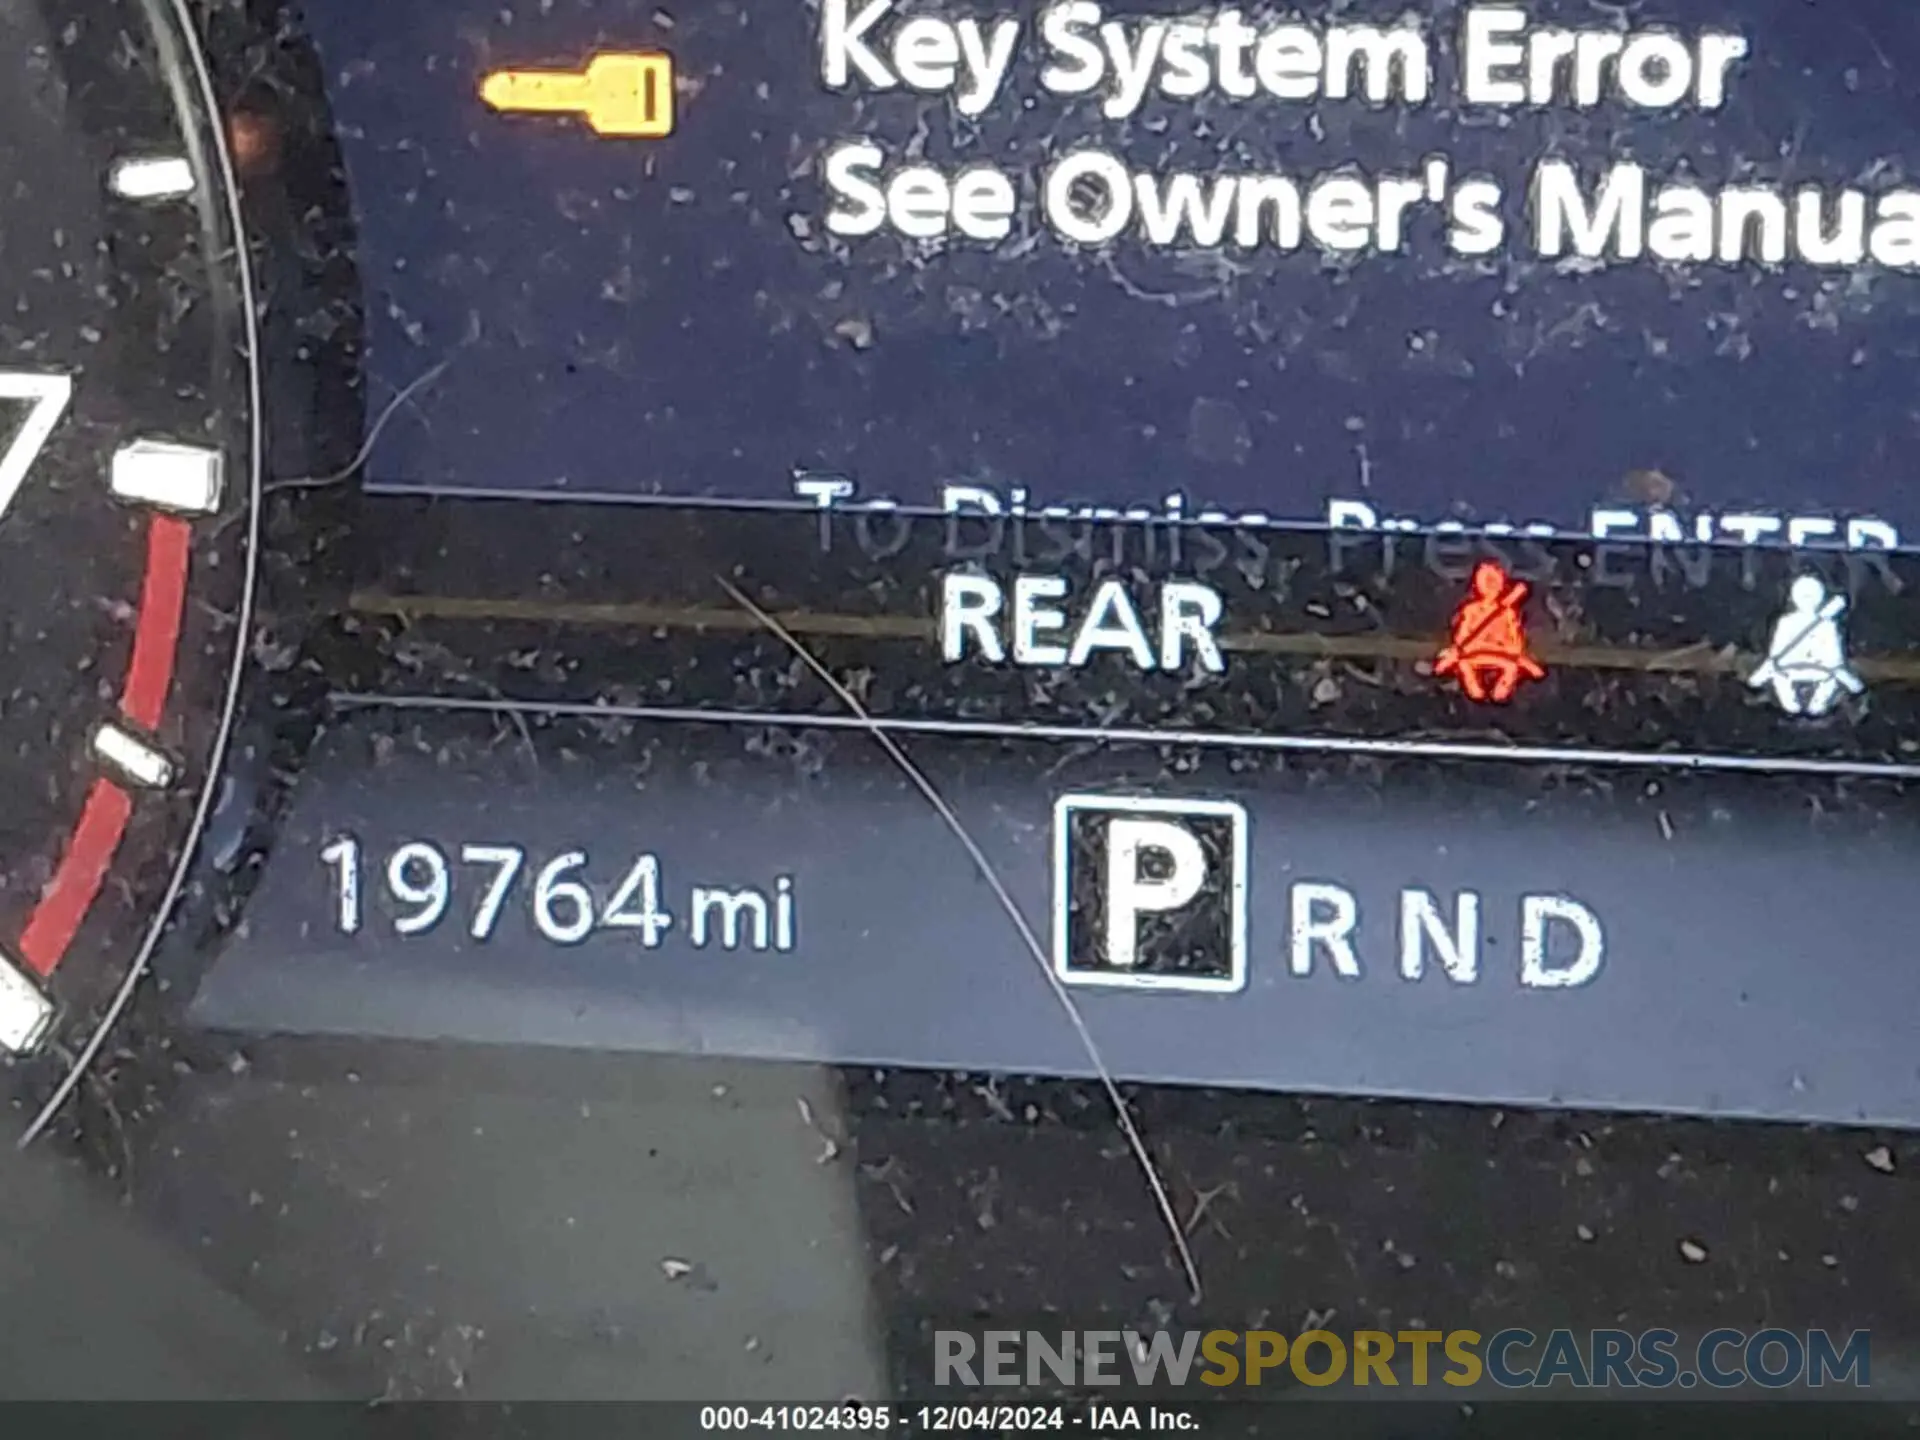 Key System Error
See Owner's Manua
To Dismiss, Press ENTER
REAR
7
19764 mi
P R N D
RENEWSPORTSCARS.COM
000-41024395 - 12/04/2024 - IAA Inc.